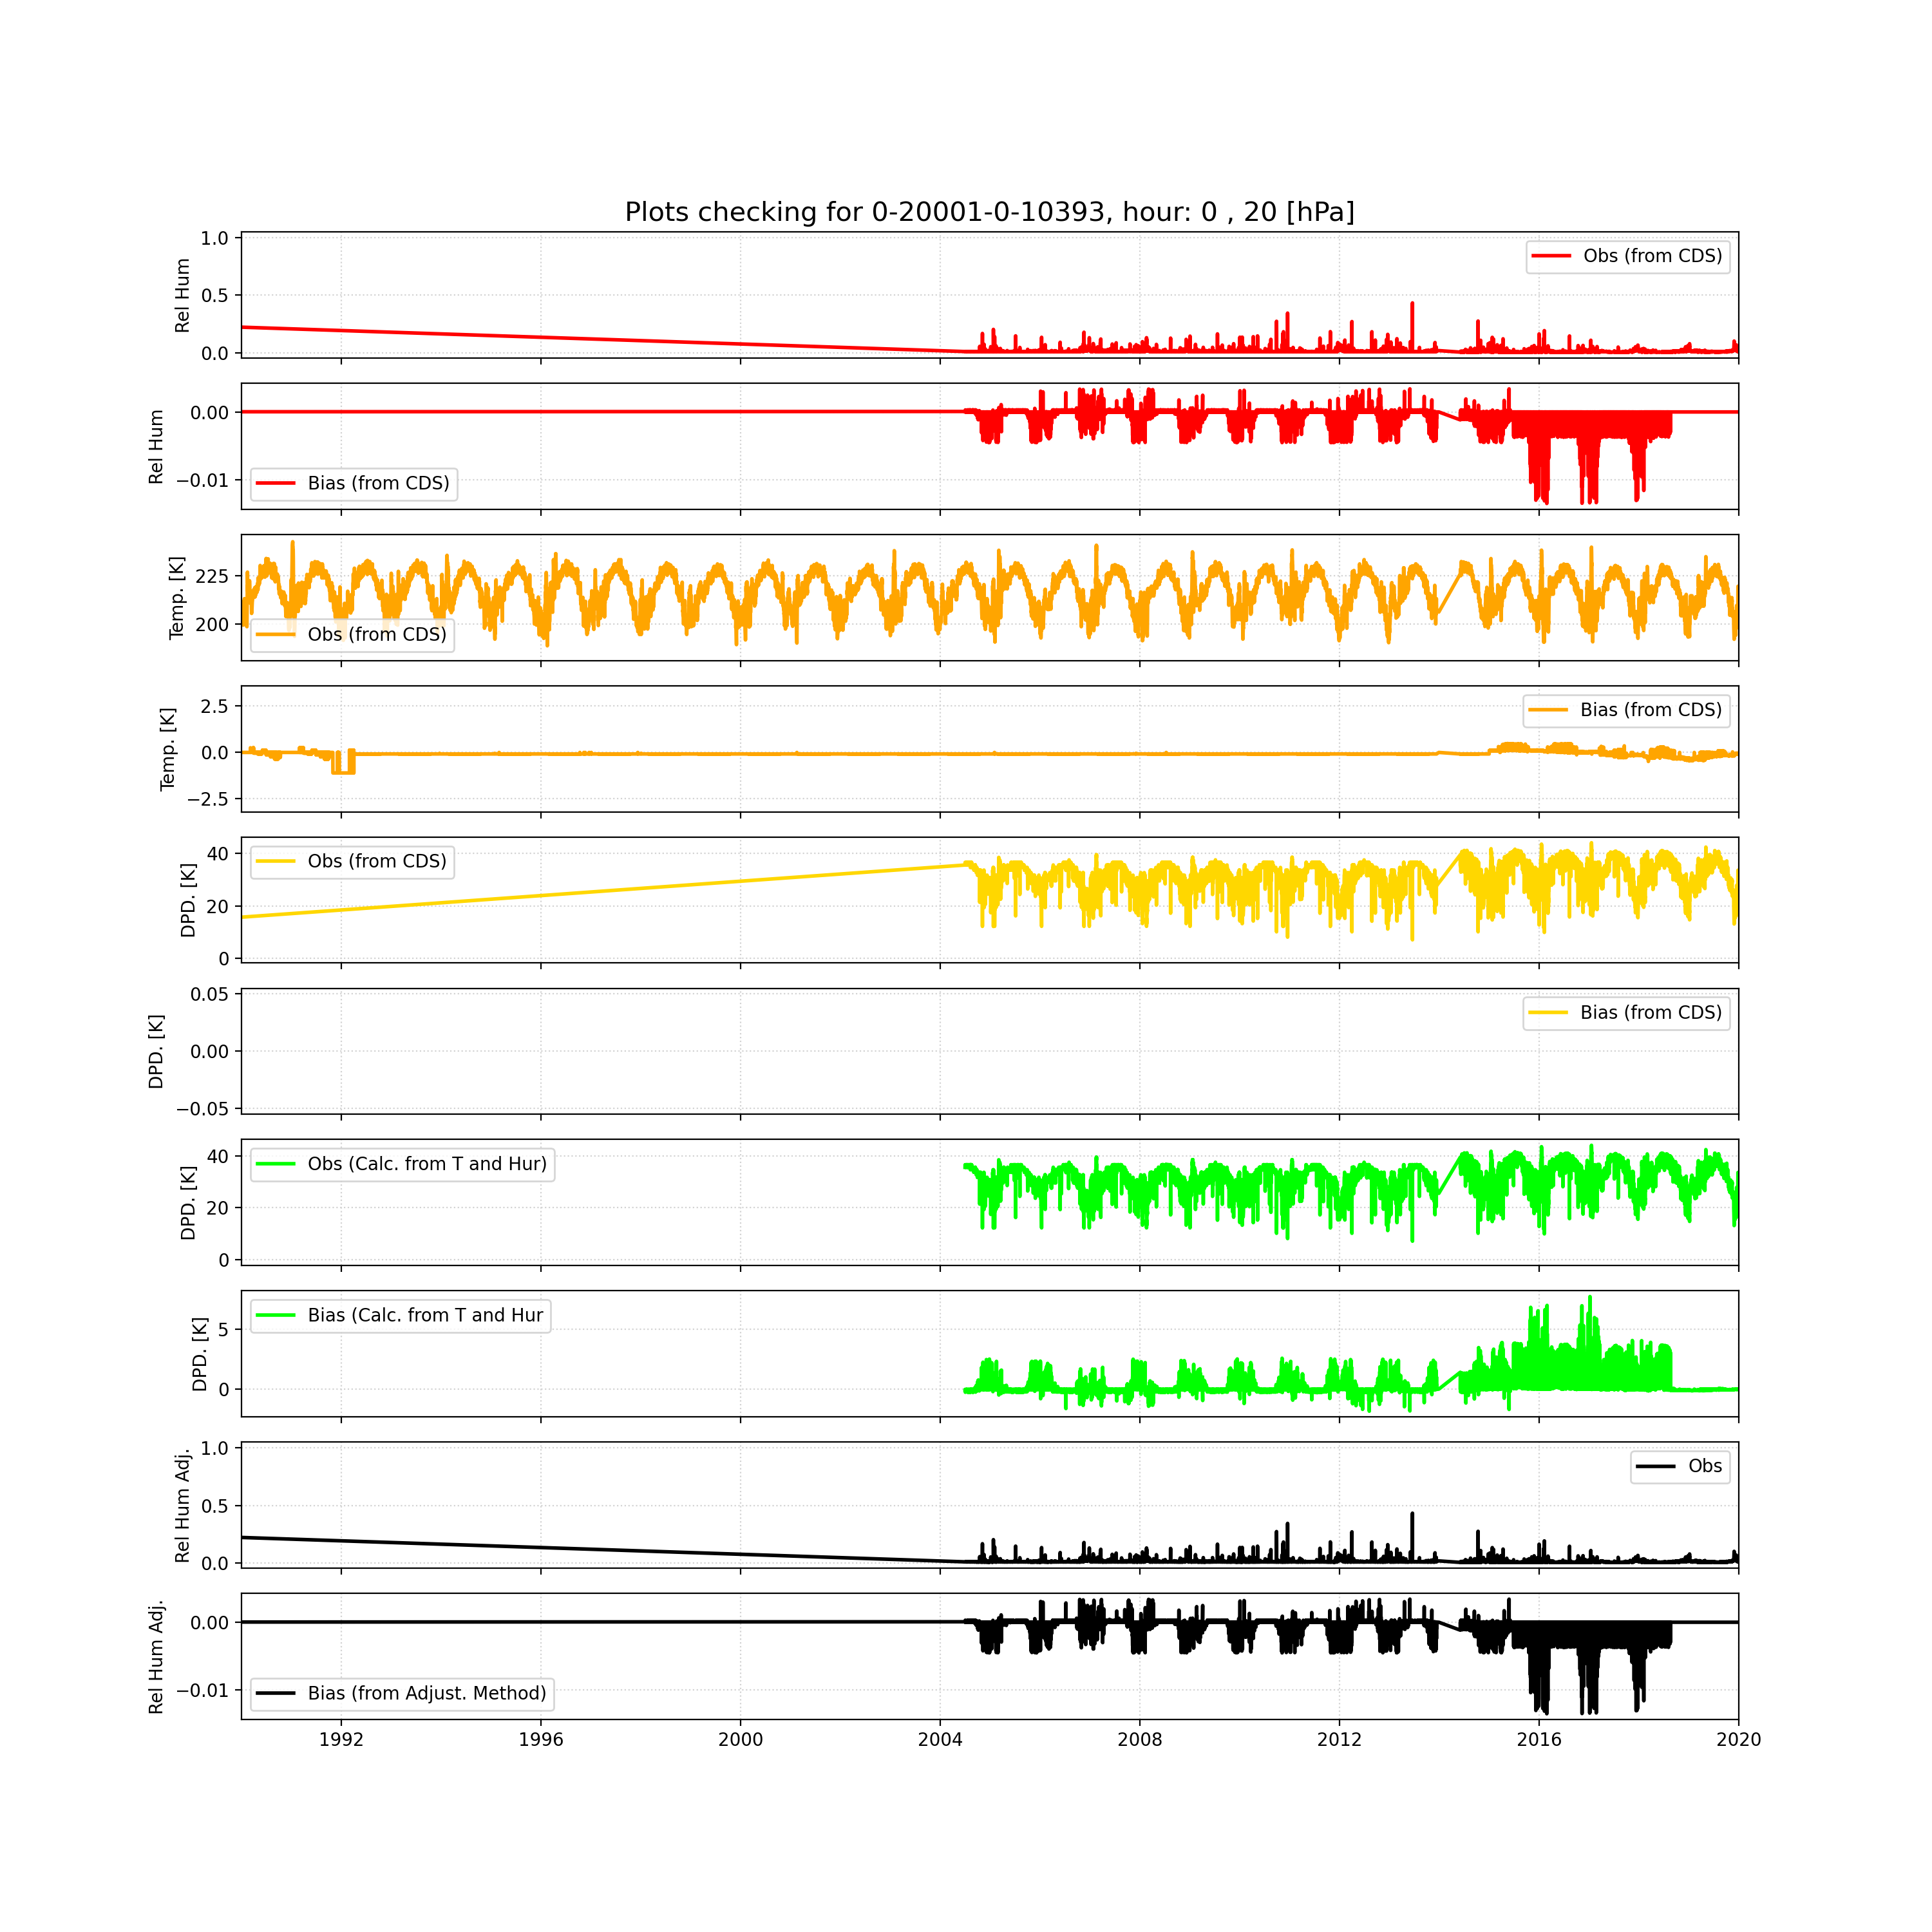 Plots checking for 0-20001-0-10393, hour: 0 , 20 [hPa]
Rel Hum
1.0
0.5
0.0
Obs (from CDS)
Rel Hum
0.00
−0.01
Bias (from CDS)
Temp. [K]
225
200
Obs (from CDS)
Temp. [K]
2.5
0.0
−2.5
Bias (from CDS)
DPD. [K]
40
20
0
Obs (from CDS)
DPD. [K]
0.05
0.00
−0.05
Bias (from CDS)
DPD. [K]
40
20
0
Obs (Calc. from T and Hur)
DPD. [K]
5
0
Bias (Calc. from T and Hur
Rel Hum Adj.
1.0
0.5
0.0
Obs
Rel Hum Adj.
0.00
−0.01
Bias (from Adjust. Method)
1992 1996 2000 2004 2008 2012 2016 2020